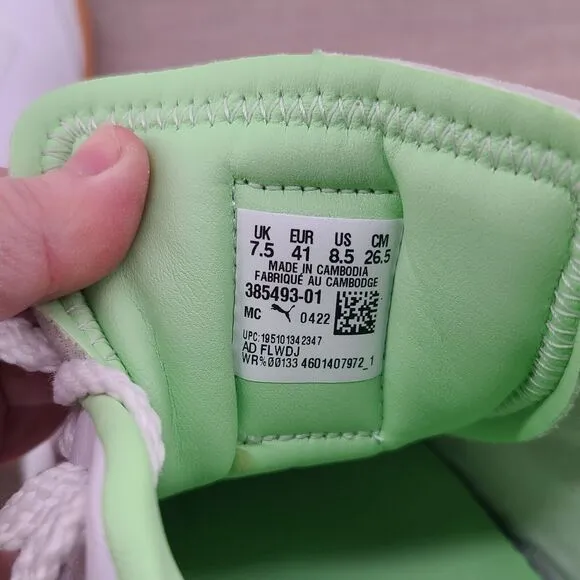 UK EUR US CM
7.5 41 8.5 26.5
MADE IN CAMBODIA
FABRIQUÉ AU CAMBODGE
385493-01
MC 0422
UPC:195101342347
AD FLWDJ
WR%00133 4601407972_1